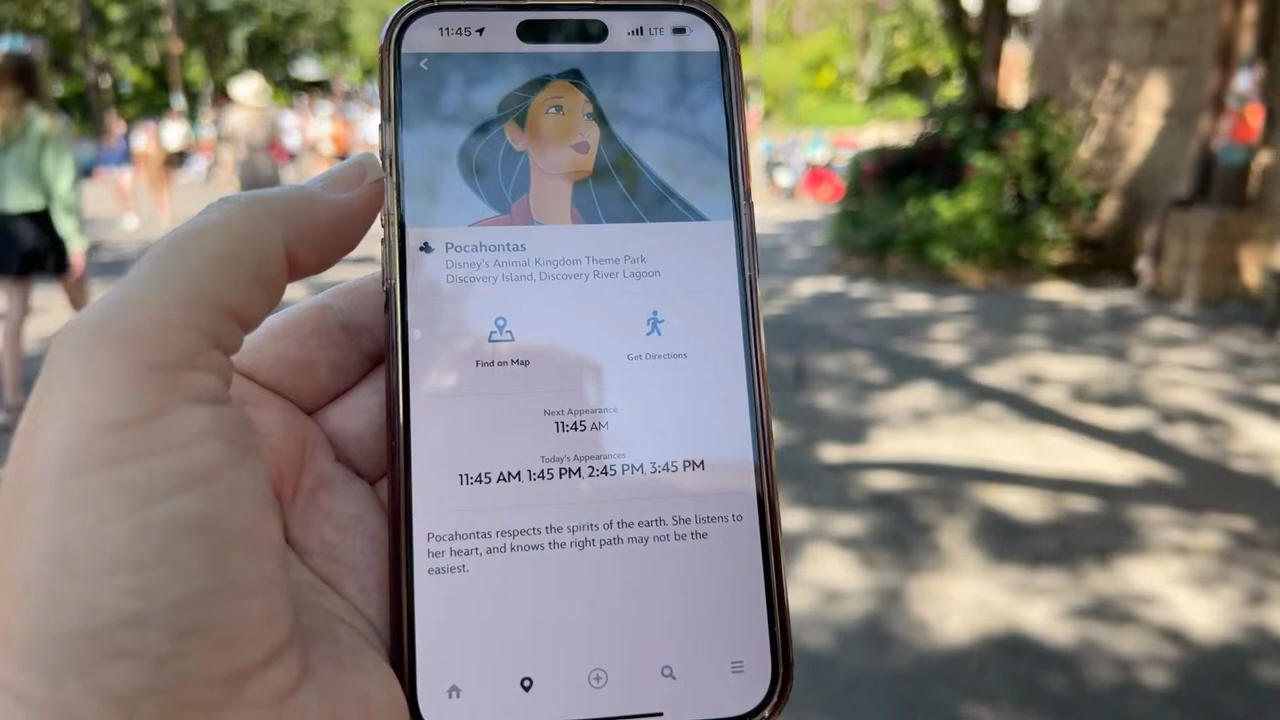 11:45
LTE
Pocahontas
Disney's Animal Kingdom Theme Park
Discovery Island, Discovery River Lagoon
Find on Map
Get Directions
Next Appearance
11:45 AM
Today's Appearances
11:45 AM, 1:45 PM, 2:45 PM, 3:45 PM
Pocahontas respects the spirits of the earth. She listens to
her heart, and knows the right path may not be the
easiest.